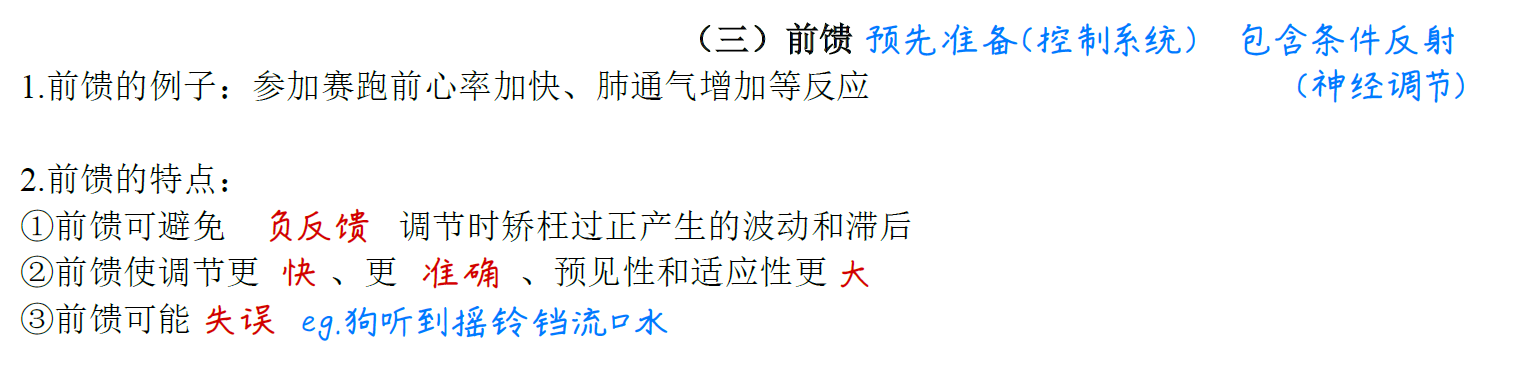 (三)前馈 预先准备(控制系统) 包含条件反射
1.前馈的例子：参加赛跑前心率加快、肺通气增加等反应 (神经调节)
2.前馈的特点：
①前馈可避免 负反馈 调节时矫枉过正产生的波动和滞后
②前馈使调节更 快 、更 准确 、预见性和适应性更 大
③前馈可能 失误 eg.狗听到摇铃铛流口水